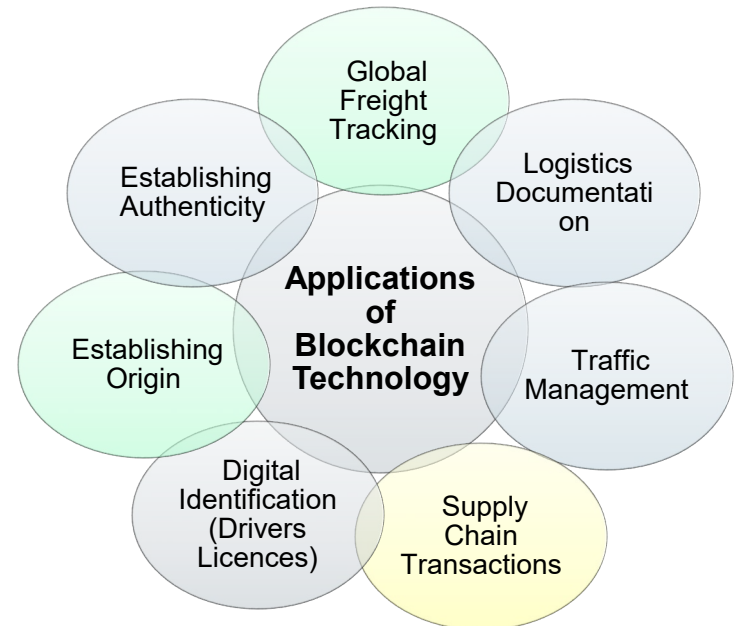 Global
Freight
Tracking
Logistics
Documentati
on
Traffic
Management
Supply
Chain
Transactions
Digital
Identification
(Drivers
Licences)
Establishing
Origin
Establishing
Authenticity
Applications
of
Blockchain
Technology